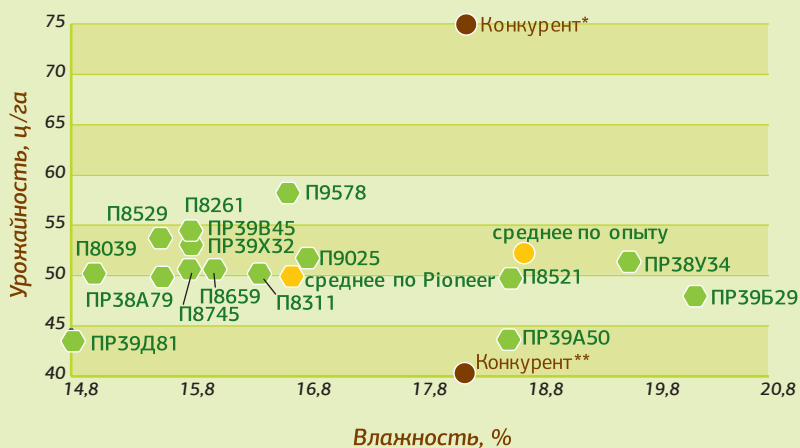 Урожайность, ц/га
75
70
65
60
55
50
45
40
Конкурент*
П9578
П8261
П8529
ПР39В45
ПР39Х32
среднее по опыту
П8039
П9025
ПР38У34
среднее по Pioneer
П8521
ПР38А79
П8659
П8311
П8745
ПР39Б29
ПР39Д81
ПР39А50
Конкурент**
14,8 15,8 16,8 17,8 18,8 19,8 20,8
Влажность, %